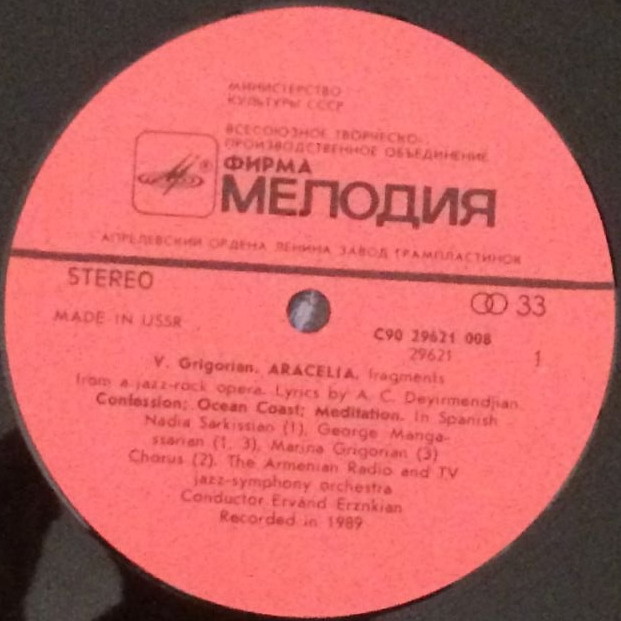 МИНИСТЕРСТВО
КУЛЬТУРЫ СССР
ВСЕСОЮЗНОЕ ТВОРЧЕСКО-
ПРОИЗВОДСТВЕННОЕ ОБЪЕДИНЕНИЕ
®
ФИРМА
МЕЛОДИЯ
АПРЕЛЕВСКИЙ ОРДЕНА ЛЕНИНА ЗАВОД ГРАМПЛАСТИНОК
STEREO
33
MADE IN USSR
C90 29621 008
29621 1
V. Grigorian. ARACELIA, fragments
from a jazz-rock opera. Lyrics by A. C. Deyirmendjian
Confession; Ocean Coast; Meditation. In Spanish
Nadia Sarkissian (1), George Manga-
ssarian (1, 3), Marina Grigorian (3)
Chorus (2). The Armenian Radio and TV
jazz-symphony orchestra
Conductor Ervand Erznkian
Recorded in 1989